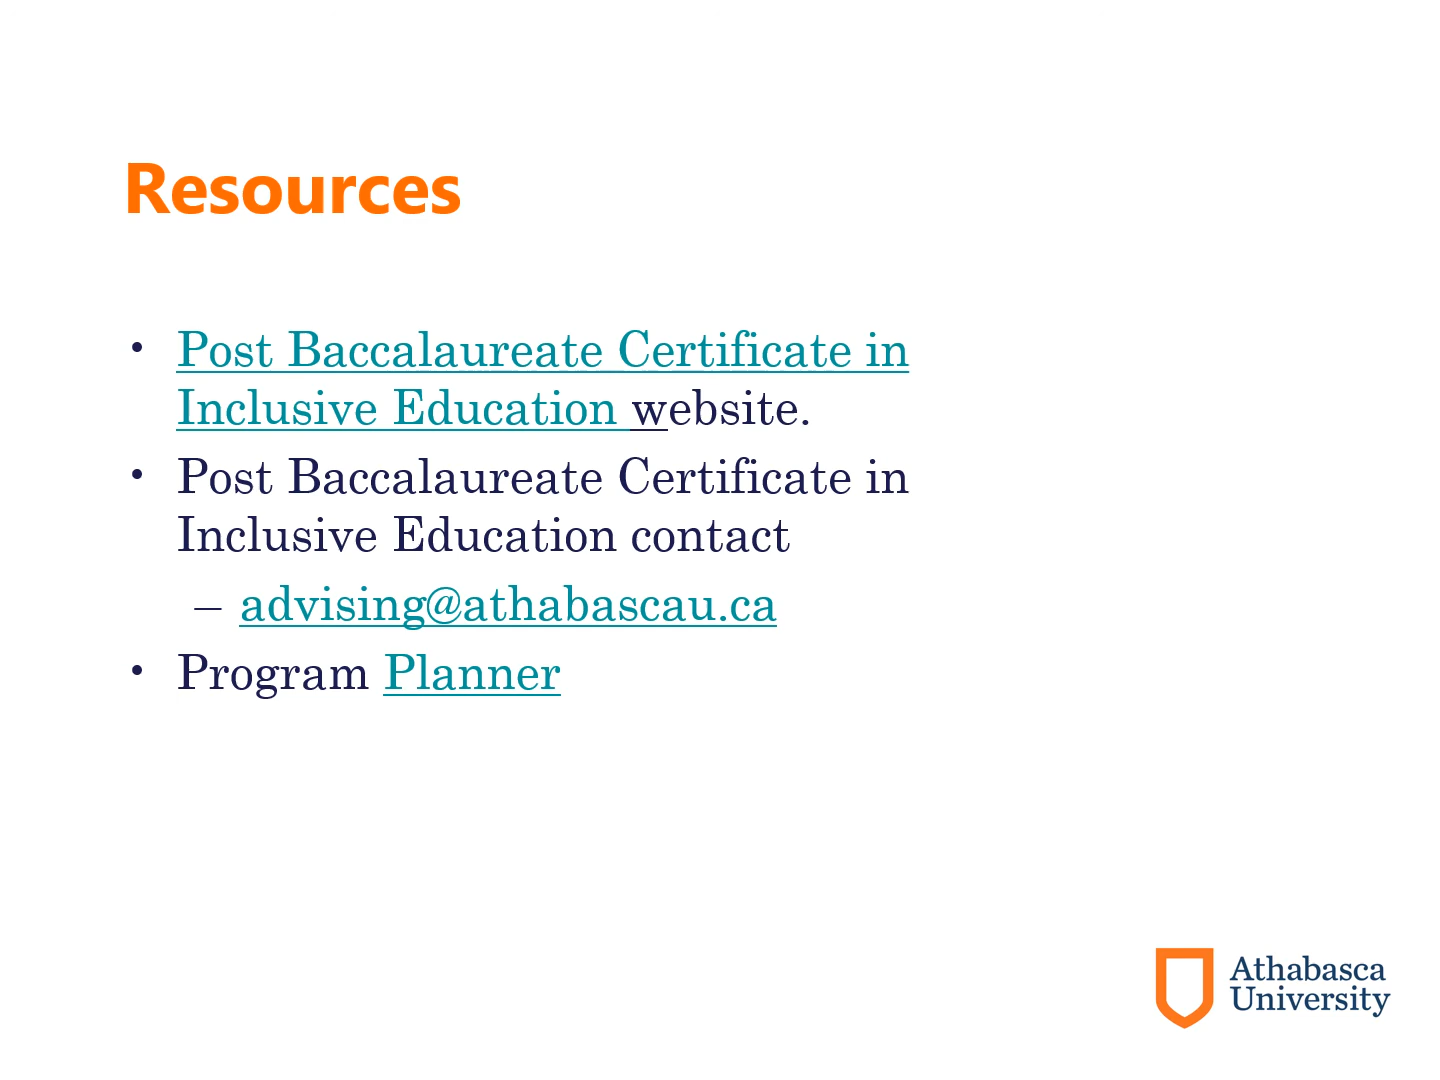 Resources
• Post Baccalaureate Certificate in
Inclusive Education website.
• Post Baccalaureate Certificate in
Inclusive Education contact
– advising@athabascau.ca
• Program Planner
Athabasca
University